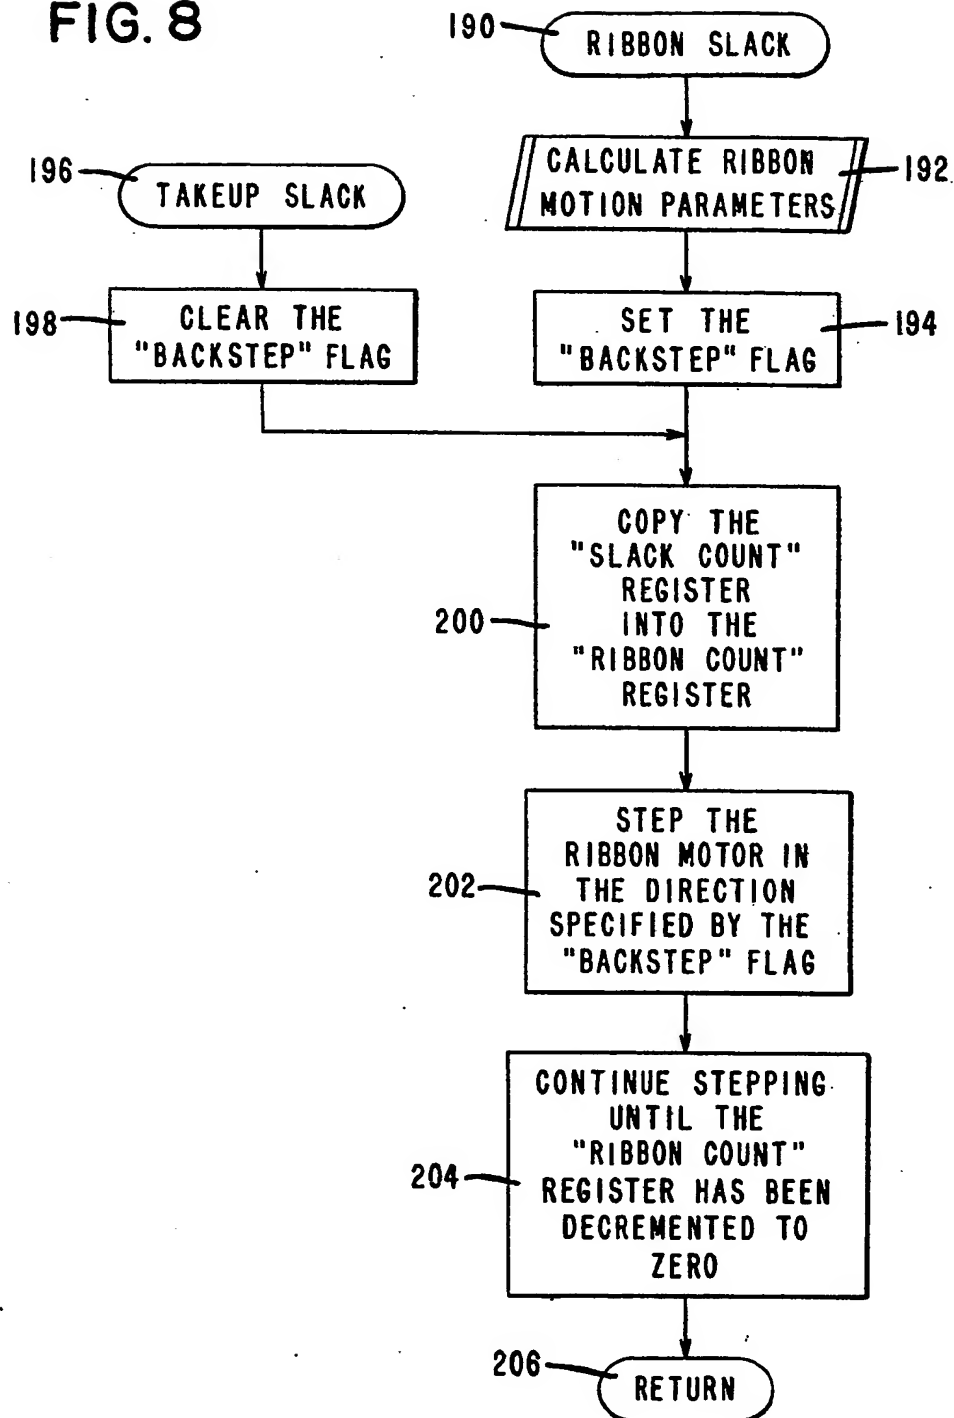 FIG. 8
190
RIBBON SLACK
CALCULATE RIBBON
MOTION PARAMETERS
192
196
TAKEUP SLACK
198
CLEAR THE
"BACKSTEP" FLAG
SET THE
"BACKSTEP" FLAG
194
200
COPY THE
"SLACK COUNT"
REGISTER
INTO THE
"RIBBON COUNT"
REGISTER
202
STEP THE
RIBBON MOTOR IN
THE DIRECTION
SPECIFIED BY THE
"BACKSTEP" FLAG
204
CONTINUE STEPPING
UNTIL THE
"RIBBON COUNT"
REGISTER HAS BEEN
DECREMENTED TO
ZERO
206
RETURN